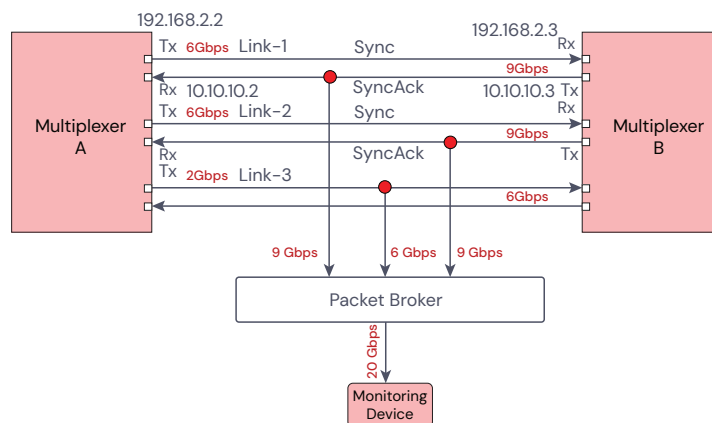 192.168.2.2
192.168.2.3
Tx 6Gbps Link-1 Sync Rx
9Gbps
Rx 10.10.10.2 SyncAck 10.10.10.3 Tx
Tx 6Gbps Link-2 Sync Rx
Multiplexer
A
Multiplexer
B
9Gbps
Rx SyncAck Tx
Tx 2Gbps Link-3
6Gbps
9 Gbps 6 Gbps 9 Gbps
Packet Broker
20 Gbps
Monitoring
Device